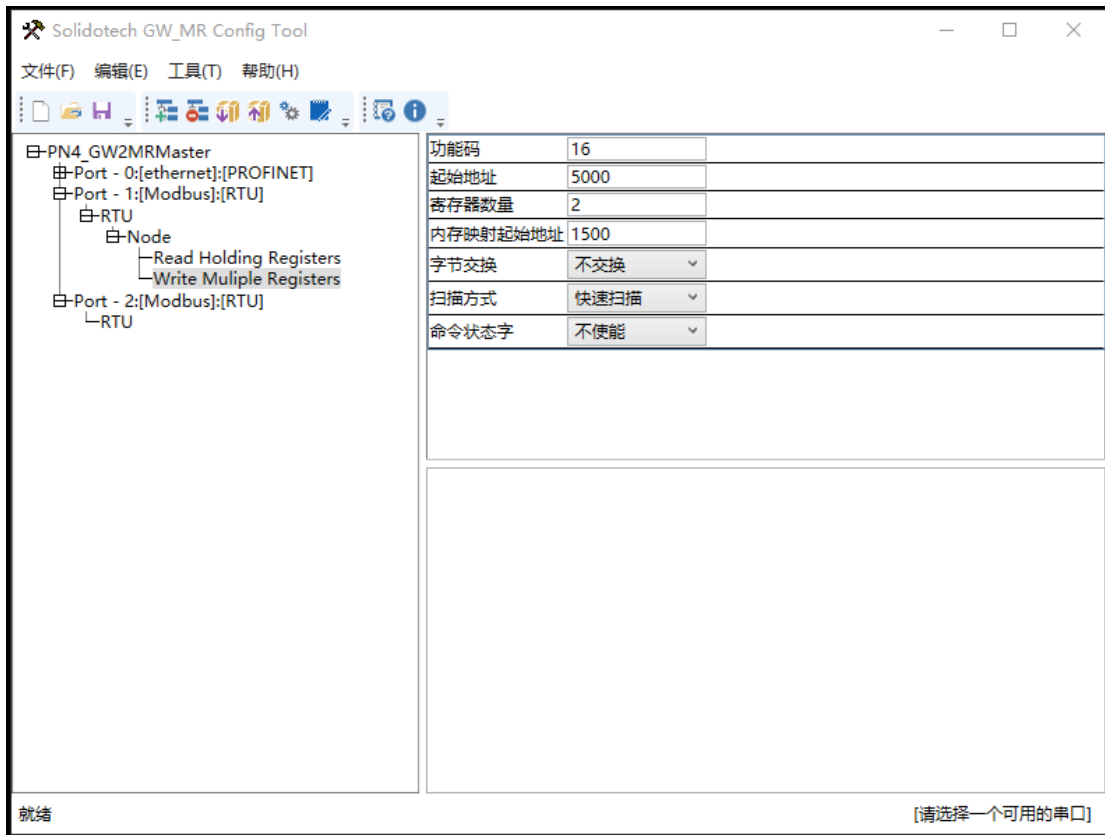 Solidotech GW_MR Config Tool
文件(F) 编辑(E) 工具(T) 帮助(H)
PN4_GW2MRMaster
Port - 0:[ethernet]:[PROFINET]
Port - 1:[Modbus]:[RTU]
RTU
Node
Read Holding Registers
Write Muliple Registers
Port - 2:[Modbus]:[RTU]
RTU
功能码 16
起始地址 5000
寄存器数量 2
内存映射起始地址 1500
字节交换 不交换
扫描方式 快速扫描
命令状态字 不使能
就绪 [请选择一个可用的串口]